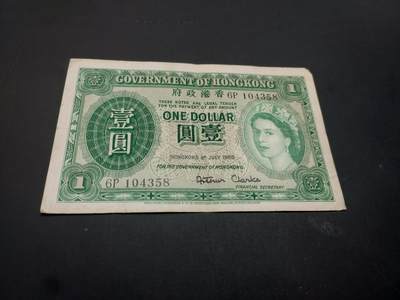 壹 GOVERNMENT OF HONGKONG 1
府政港香 6P 104358
THESE NOTES ARE LEGAL TENDER
FOR THE PAYMENT OF ANY AMOUNT
ONE DOLLAR
壹圓
圓壹
HONGKONG 1ST JULY
FOR THE GOVERNMENT OF HONGKONG.
1 6P 104358
Arthur Clarke
FINANCIAL SECRETARY
壹